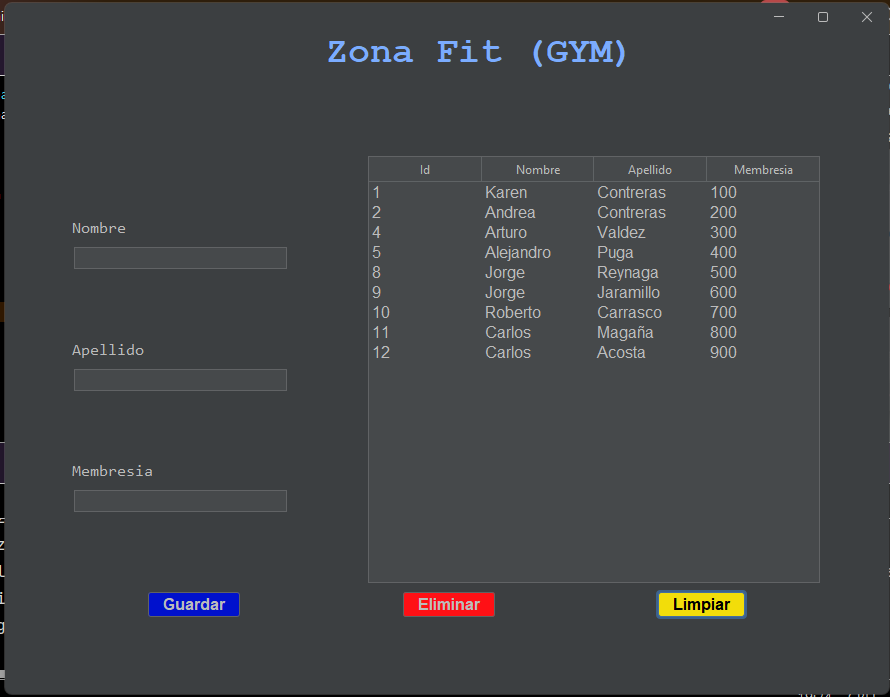 Zona Fit (GYM)
Id Nombre Apellido Membresia
1 Karen Contreras 100
2 Andrea Contreras 200
4 Arturo Valdez 300
5 Alejandro Puga 400
8 Jorge Reynaga 500
9 Jorge Jaramillo 600
10 Roberto Carrasco 700
11 Carlos Magaña 800
12 Carlos Acosta 900
Nombre
Apellido
Membresia
Guardar Eliminar Limpiar